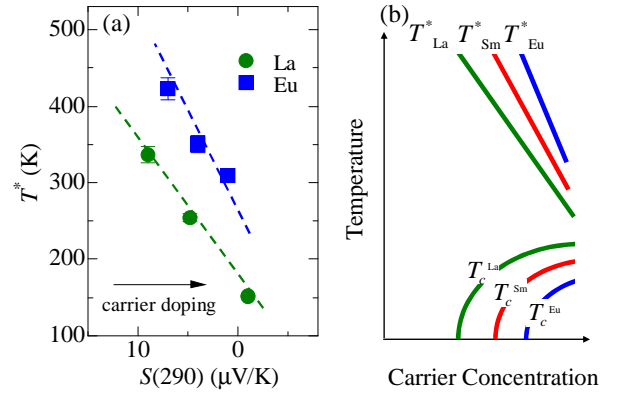 (a)
La
Eu
500
400
300
200
100
T* (K)
carrier doping
10
0
S(290) (μV/K)
(b)
T*La T*Sm T*Eu
Temperature
TcLa
TcSm
TcEu
Carrier Concentration